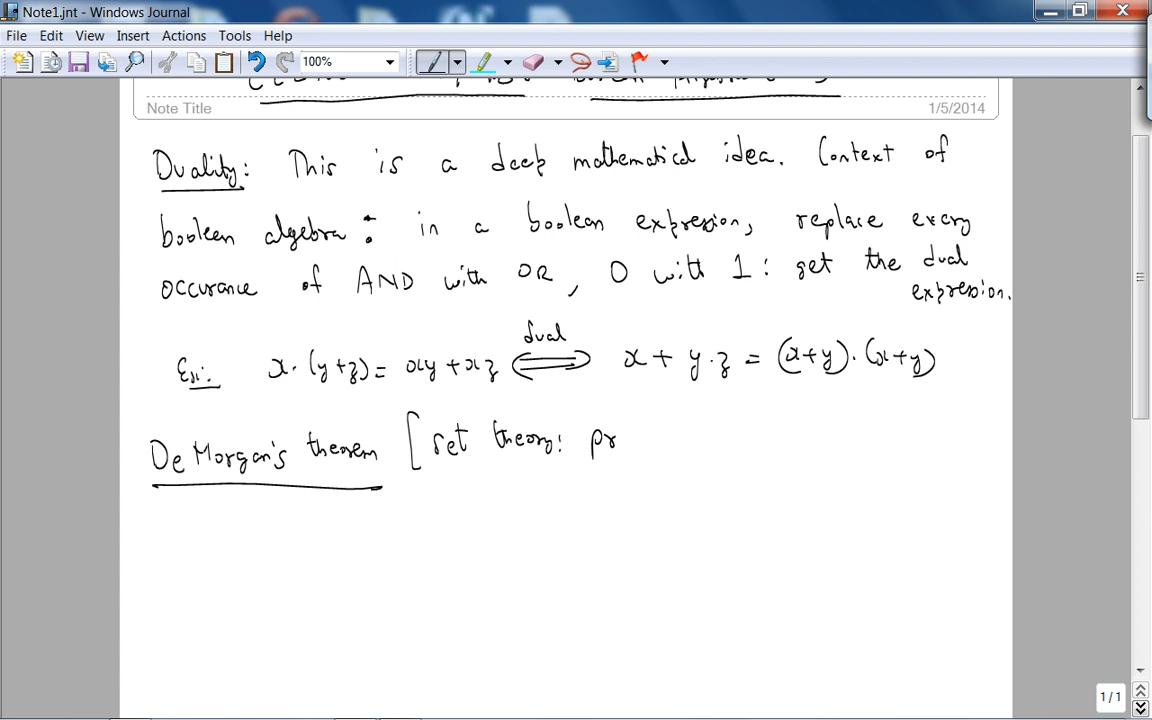 Note1.jnt - Windows Journal
File Edit View Insert Actions Tools Help
100%
Note Title
1/5/2014
Duality: This is a deep mathematical idea. Context of
boolean algebra: in a boolean expression, replace every
occurance of AND with OR, 0 with 1: get the dual
expression.
dual
Ex: x. (y+z) = xy + xz ⟺ x + y.z = (x+y).(x+y)
De Morgan's theorem [set theory: pr
1 / 1